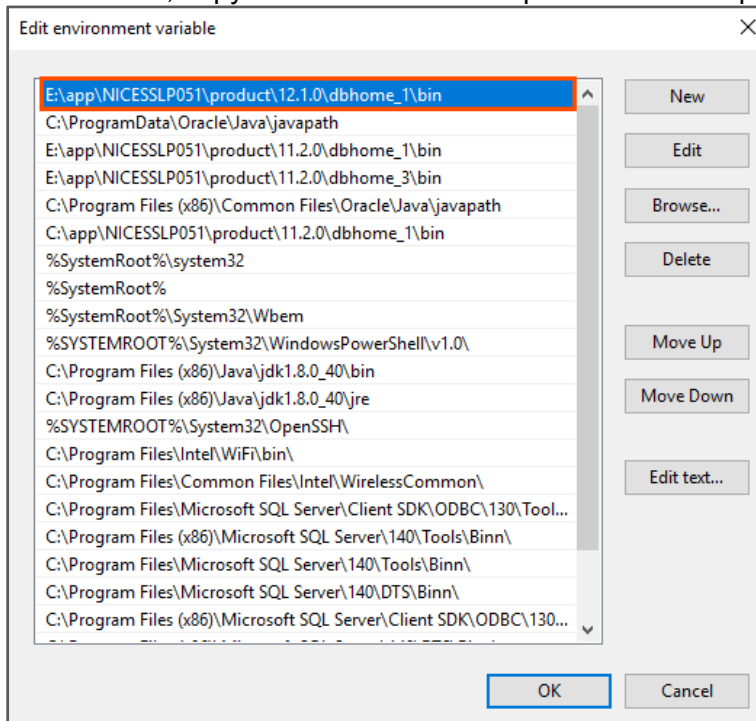 Edit environment variable
E:\app\NICESSLP051\product\12.1.0\dbhome_1\bin
C:\ProgramData\Oracle\Java\javapath
E:\app\NICESSLP051\product\11.2.0\dbhome_1\bin
E:\app\NICESSLP051\product\11.2.0\dbhome_3\bin
C:\Program Files (x86)\Common Files\Oracle\Java\javapath
C:\app\NICESSLP051\product\11.2.0\dbhome_1\bin
%SystemRoot%\system32
%SystemRoot%
%SystemRoot%\System32\Wbem
%SYSTEMROOT%\System32\WindowsPowerShell\v1.0\
C:\Program Files (x86)\Java\jdk1.8.0_40\bin
C:\Program Files (x86)\Java\jdk1.8.0_40\jre
%SYSTEMROOT%\System32\OpenSSH\
C:\Program Files\Intel\WiFi\bin\
C:\Program Files\Common Files\Intel\WirelessCommon\
C:\Program Files\Microsoft SQL Server\Client SDK\ODBC\130\Tool...
C:\Program Files (x86)\Microsoft SQL Server\140\Tools\Binn\
C:\Program Files\Microsoft SQL Server\140\Tools\Binn\
C:\Program Files\Microsoft SQL Server\140\DTS\Binn\
C:\Program Files (x86)\Microsoft SQL Server\Client SDK\ODBC\130...
New
Edit
Browse...
Delete
Move Up
Move Down
Edit text...
OK
Cancel